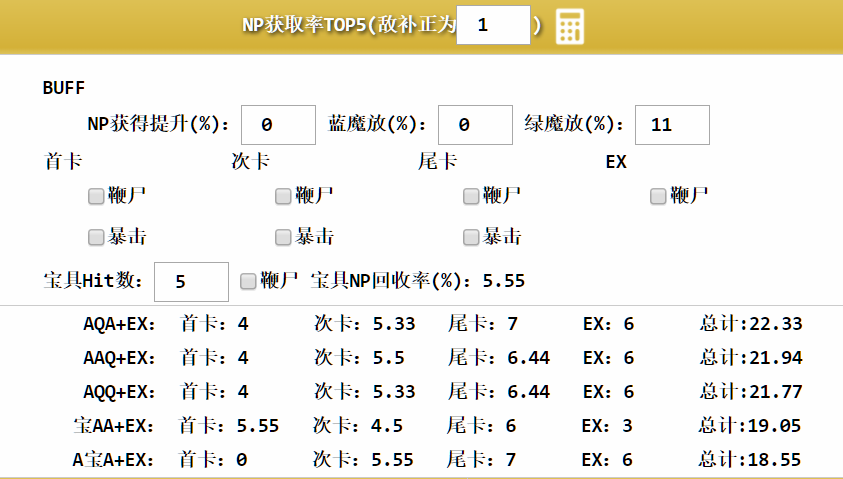 NP获取率TOP5(敌补正为 1 )
BUFF
NP获得提升(%)： 0 蓝魔放(%)： 0 绿魔放(%)： 11
首卡 次卡 尾卡 EX
鞭尸 鞭尸 鞭尸 鞭尸
暴击 暴击 暴击
宝具Hit数： 5 鞭尸 宝具NP回收率(%)：5.55
AQA+EX： 首卡：4 次卡：5.33 尾卡：7 EX：6 总计:22.33
AAQ+EX： 首卡：4 次卡：5.5 尾卡：6.44 EX：6 总计:21.94
AQQ+EX： 首卡：4 次卡：5.33 尾卡：6.44 EX：6 总计:21.77
宝AA+EX： 首卡：5.55 次卡：4.5 尾卡：6 EX：3 总计:19.05
A宝A+EX： 首卡：0 次卡：5.55 尾卡：7 EX：6 总计:18.55